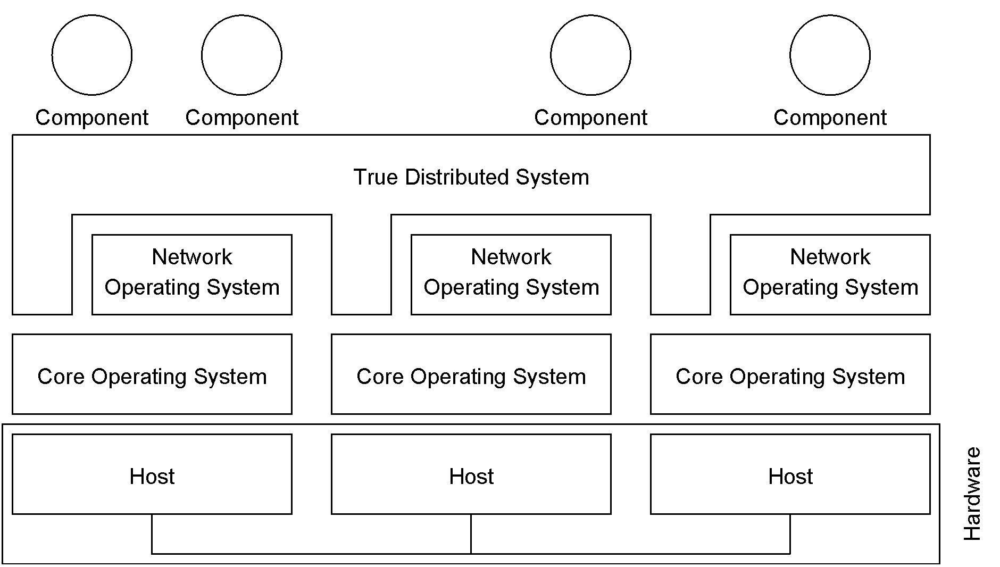 Component
Component
Component
Component
True Distributed System
Network
Operating System
Network
Operating System
Network
Operating System
Core Operating System
Core Operating System
Core Operating System
Host
Host
Host
Hardware